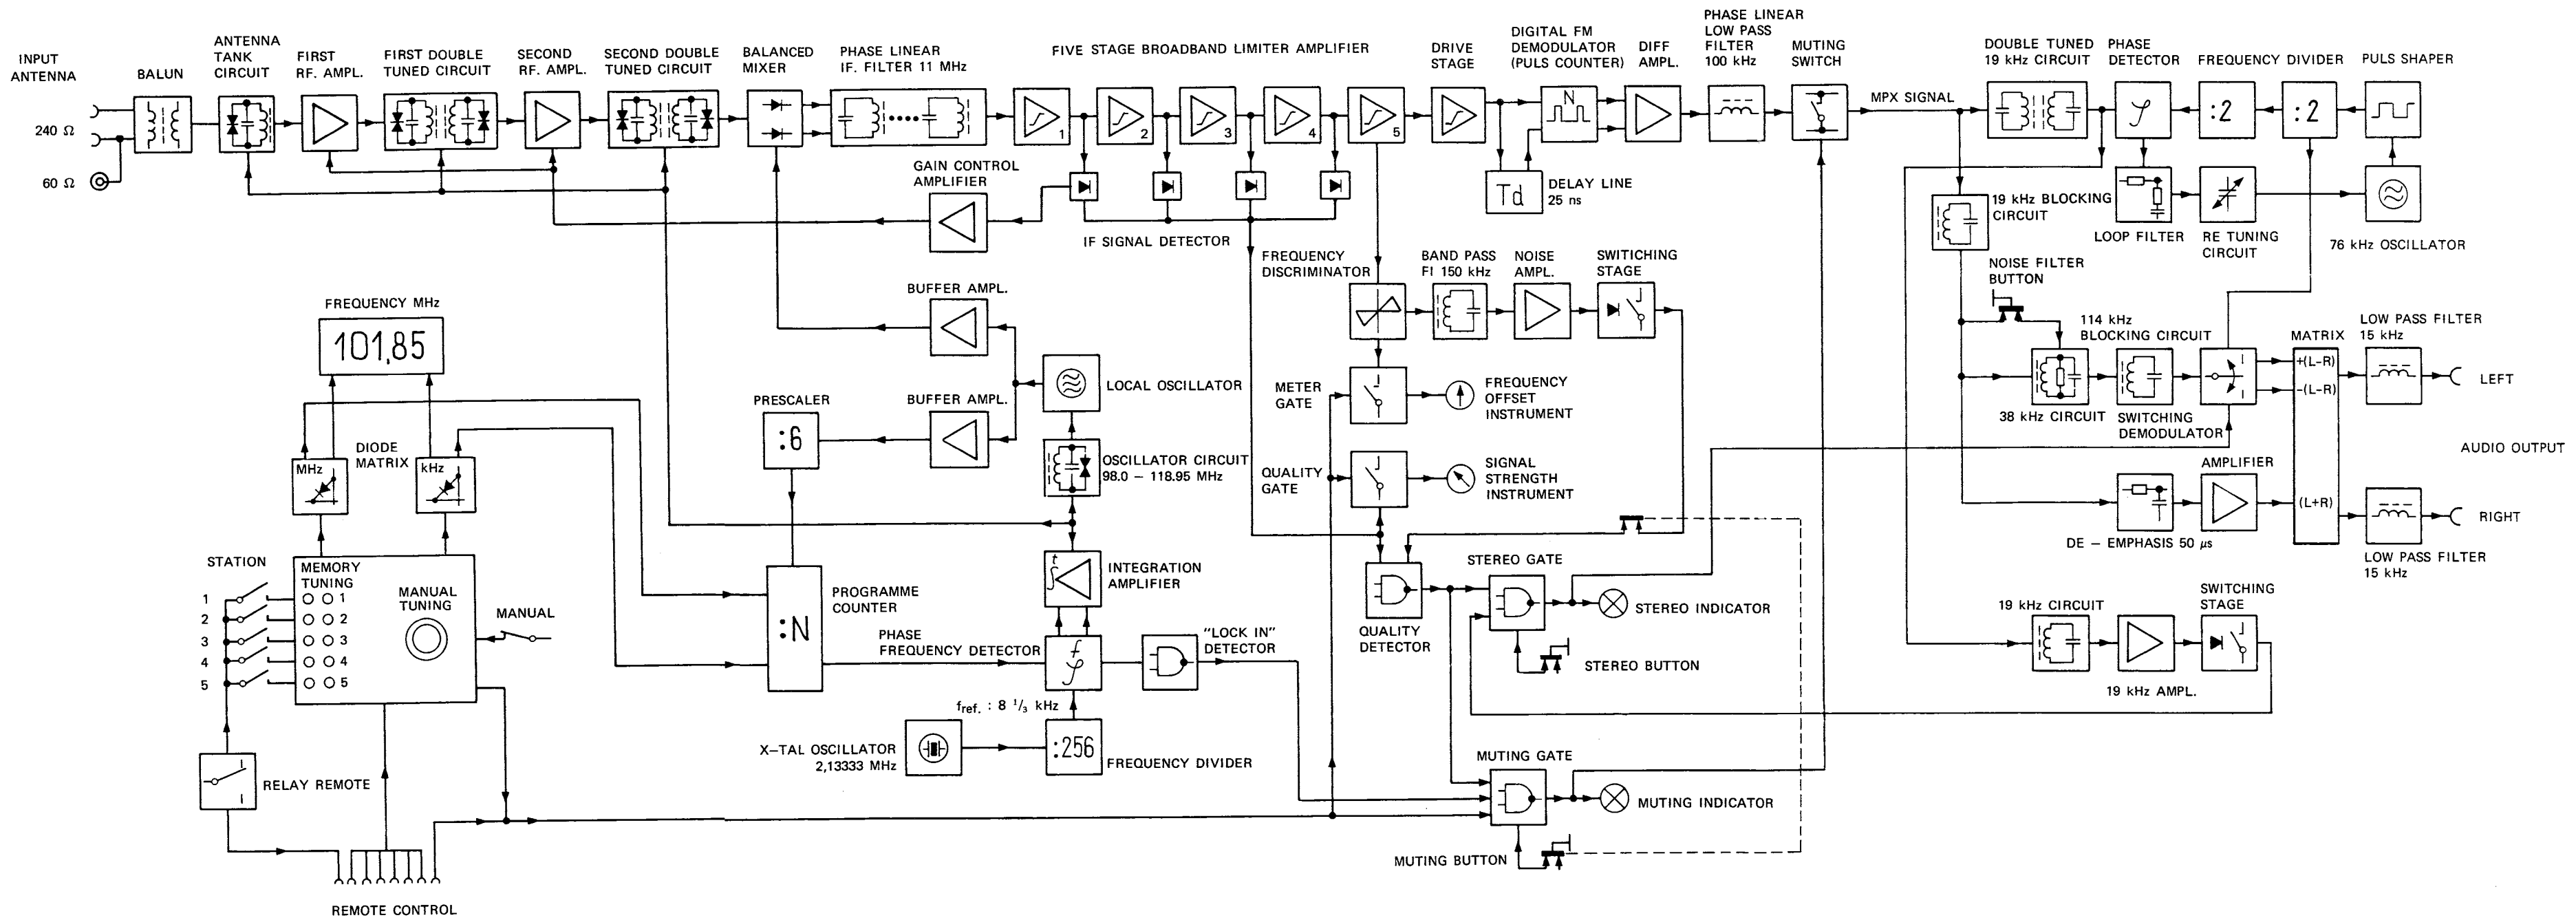 INPUT
ANTENNA
240 Ω
60 Ω
BALUN
ANTENNA
TANK
CIRCUIT
FIRST
RF. AMPL.
FIRST DOUBLE
TUNED CIRCUIT
SECOND
RF. AMPL.
SECOND DOUBLE
TUNED CIRCUIT
BALANCED
MIXER
PHASE LINEAR
IF. FILTER 11 MHz
FIVE STAGE BROADBAND LIMITER AMPLIFIER
1
2
3
4
5
DRIVE
STAGE
DIGITAL FM
DEMODULATOR
(PULS COUNTER)
N
DIFF
AMPL.
PHASE LINEAR
LOW PASS
FILTER
100 kHz
MUTING
SWITCH
MPX SIGNAL
DOUBLE TUNED
19 kHz CIRCUIT
PHASE
DETECTOR
φ
FREQUENCY DIVIDER
:2
:2
PULS SHAPER
GAIN CONTROL
AMPLIFIER
IF SIGNAL DETECTOR
Td
DELAY LINE
25 ns
19 kHz BLOCKING
CIRCUIT
LOOP FILTER
RE TUNING
CIRCUIT
76 kHz OSCILLATOR
FREQUENCY
DISCRIMINATOR
BAND PASS
FI 150 kHz
NOISE
AMPL.
SWITCHING
STAGE
NOISE FILTER
BUTTON
FREQUENCY MHz
101,85
BUFFER AMPL.
114 kHz
BLOCKING CIRCUIT
MATRIX
LOW PASS FILTER
15 kHz
+(L-R)
-(L-R)
(L+R)
LEFT
38 kHz CIRCUIT
SWITCHING
DEMODULATOR
AUDIO OUTPUT
METER
GATE
FREQUENCY
OFFSET
INSTRUMENT
LOCAL OSCILLATOR
PRESCALER
:6
BUFFER AMPL.
DIODE
MATRIX
MHz
kHz
OSCILLATOR CIRCUIT
98.0 – 118.95 MHz
QUALITY
GATE
SIGNAL
STRENGTH
INSTRUMENT
AMPLIFIER
DE – EMPHASIS 50 µs
RIGHT
LOW PASS FILTER
15 kHz
STATION
1
2
3
4
5
MEMORY
TUNING
1
2
3
4
5
MANUAL
TUNING
MANUAL
PROGRAMME
COUNTER
:N
t
INTEGRATION
AMPLIFIER
PHASE
FREQUENCY DETECTOR
f
φ
"LOCK IN"
DETECTOR
QUALITY
DETECTOR
STEREO GATE
STEREO INDICATOR
STEREO BUTTON
19 kHz CIRCUIT
SWITCHING
STAGE
19 kHz AMPL.
fref. : 8 1/3 kHz
X–TAL OSCILLATOR
2,13333 MHz
:256
FREQUENCY DIVIDER
MUTING GATE
MUTING INDICATOR
MUTING BUTTON
RELAY REMOTE
REMOTE CONTROL